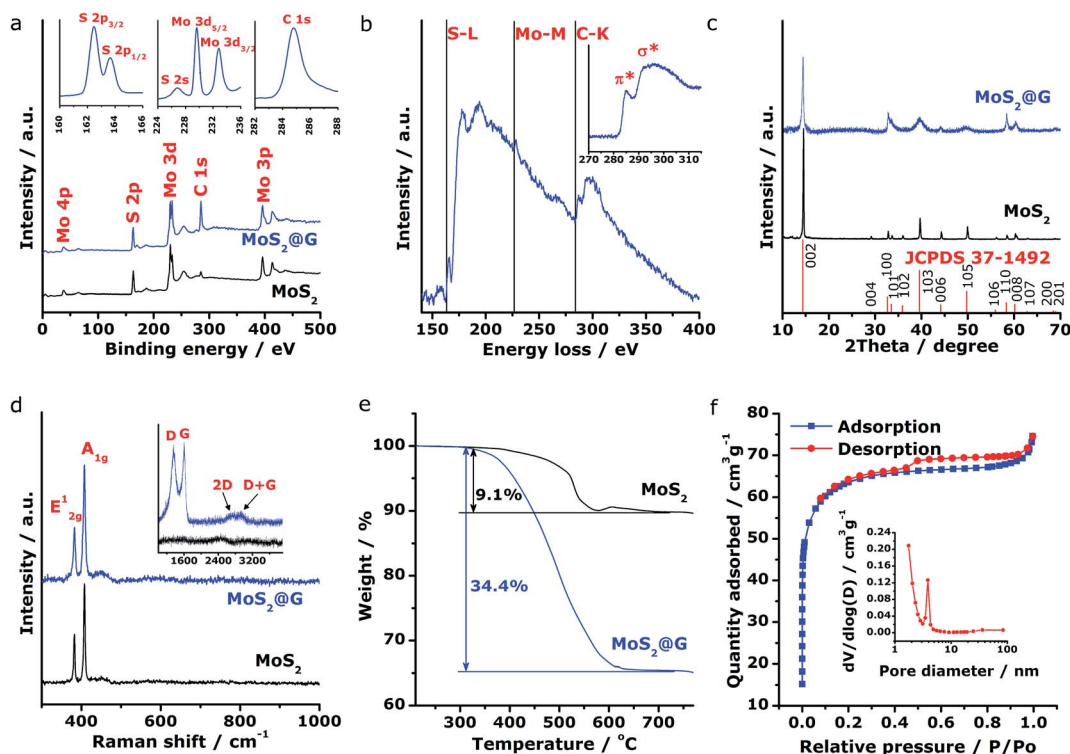 a
S 2p3/2
S 2p1/2
160 162 164 166
Mo 3d5/2
Mo 3d3/2
S 2s
224 228 232 236
C 1s
282 284 286 288
Mo 4p
S 2p
Mo 3d
C 1s
Mo 3p
MoS2@G
MoS2
Intensity / a.u.
0 100 200 300 400 500
Binding energy / eV
b
S-L
Mo-M
C-K
π*
σ*
270 280 290 300 310
Intensity / a.u.
150 200 250 300 350 400
Energy loss / eV
c
MoS2@G
MoS2
JCPDS 37-1492
002
004
100
101
102
103
006
105
106
110
008
107
200
201
Intensity / a.u.
10 20 30 40 50 60 70
2Theta / degree
d
E12g
A1g
D
G
2D
D+G
1600 2400 3200
MoS2@G
MoS2
Intensity / a.u.
400 600 800 1000
Raman shift / cm-1
e
100
95
90
85
80
75
70
65
60
9.1%
34.4%
MoS2
MoS2@G
Weight / %
300 400 500 600 700
Temperature / °C
f
Adsorption
Desorption
80
70
60
50
40
30
20
10
Quantity adsorbed / cm3g-1
0.24
0.20
0.16
0.12
0.08
0.04
0.00
dV/dlog(D) / cm3g-1
1 10 100
Pore diameter / nm
0.0 0.2 0.4 0.6 0.8 1.0
Relative pressure / P/Po